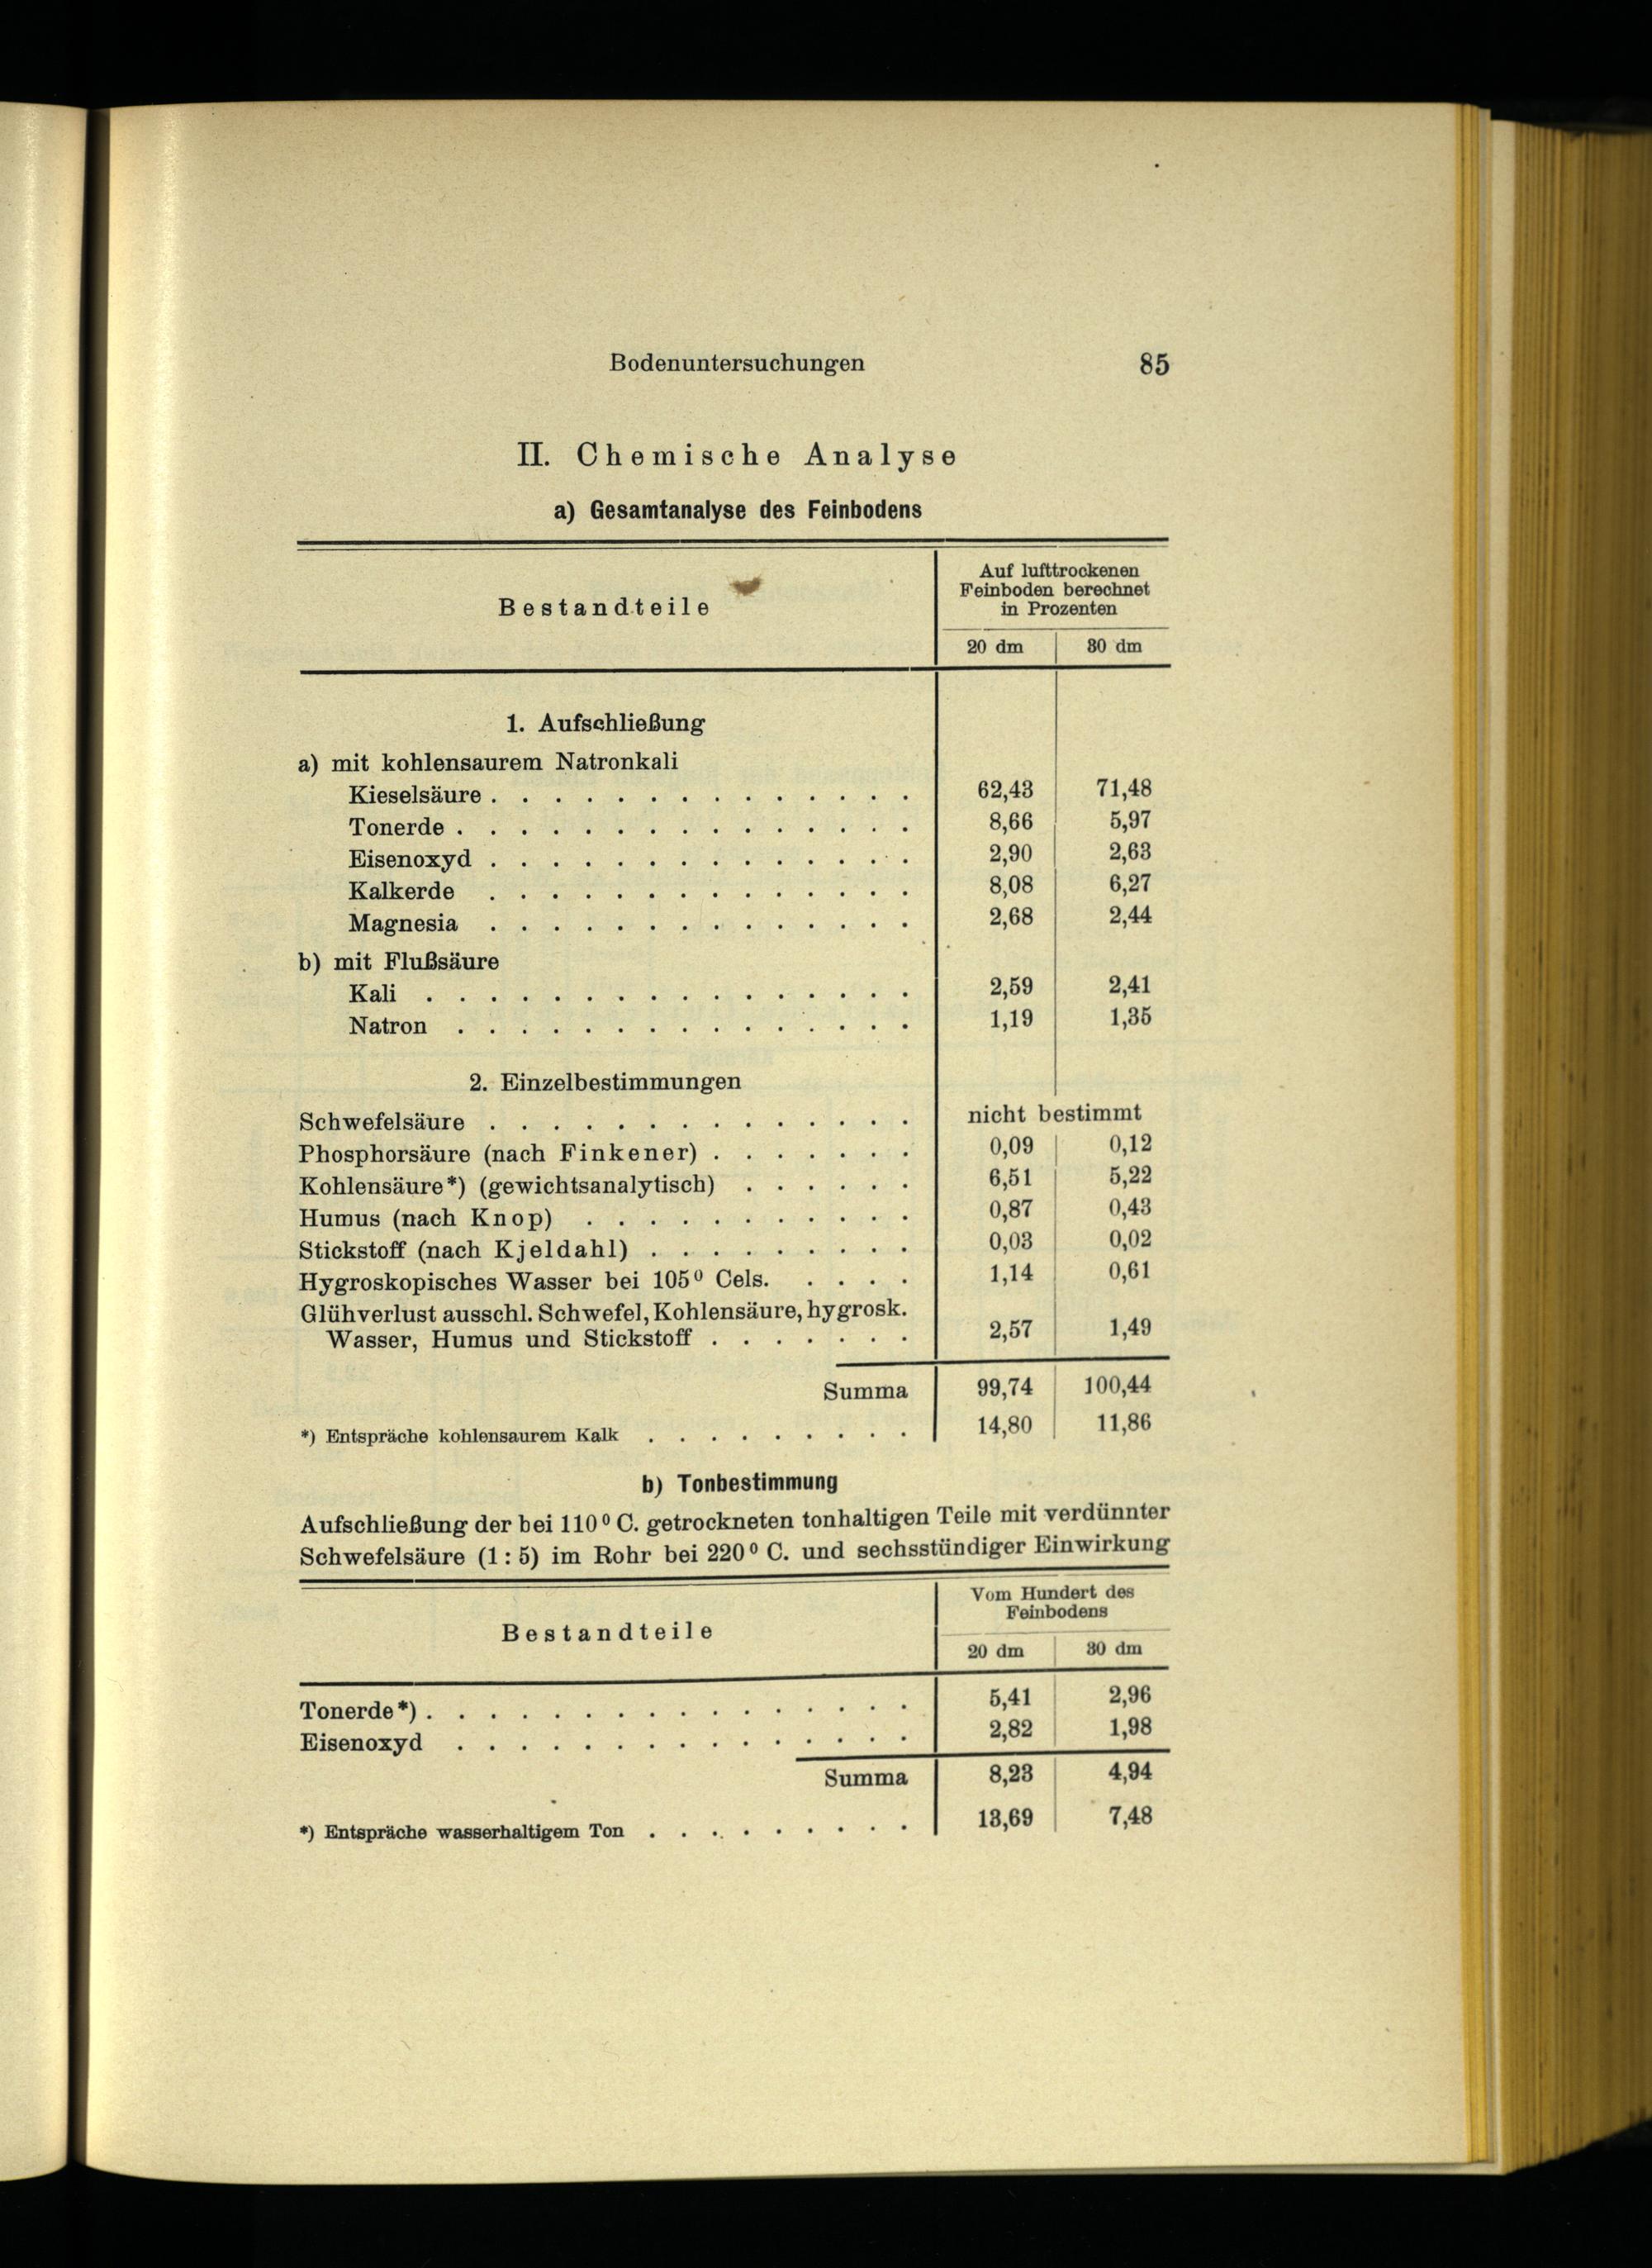 Bodenuntersuchungen 85
II. Chemische Analyse
a) Gesamtanalyse des Feinbodens
Bestandteile
Auf lufttrockenen
Feinboden berechnet
in Prozenten
20 dm 30 dm
1. Aufschließung
a) mit kohlensaurem Natronkali
Kieselsäure . . . . . . . . . . . . . . 62,43 71,48
Tonerde . . . . . . . . . . . . . . . 8,66 5,97
Eisenoxyd . . . . . . . . . . . . . . 2,90 2,63
Kalkerde . . . . . . . . . . . . . . 8,08 6,27
Magnesia . . . . . . . . . . . . . . 2,68 2,44
b) mit Flußsäure
Kali . . . . . . . . . . . . . . . . 2,59 2,41
Natron . . . . . . . . . . . . . . . 1,19 1,35
2. Einzelbestimmungen
Schwefelsäure . . . . . . . . . . . . . . nicht bestimmt
Phosphorsäure (nach Finkener) . . . . . . . 0,09 0,12
Kohlensäure*) (gewichtsanalytisch) . . . . . . 6,51 5,22
Humus (nach Knop) . . . . . . . . . . . 0,87 0,43
Stickstoff (nach Kjeldahl) . . . . . . . . . 0,03 0,02
Hygroskopisches Wasser bei 105⁰ Cels. . . . . 1,14 0,61
Glühverlust ausschl. Schwefel, Kohlensäure, hygrosk.
Wasser, Humus und Stickstoff . . . . . . . 2,57 1,49
Summa 99,74 100,44
*) Entspräche kohlensaurem Kalk . . . . . . . . . 14,80 11,86
b) Tonbestimmung
Aufschließung der bei 110⁰ C. getrockneten tonhaltigen Teile mit verdünnter
Schwefelsäure (1 : 5) im Rohr bei 220⁰ C. und sechsstündiger Einwirkung
Bestandteile
Vom Hundert des
Feinbodens
20 dm 30 dm
Tonerde*) . . . . . . . . . . . . . . . . 5,41 2,96
Eisenoxyd . . . . . . . . . . . . . . . 2,82 1,98
Summa 8,23 4,94
*) Entspräche wasserhaltigem Ton . . . . . . . . . 13,69 7,48